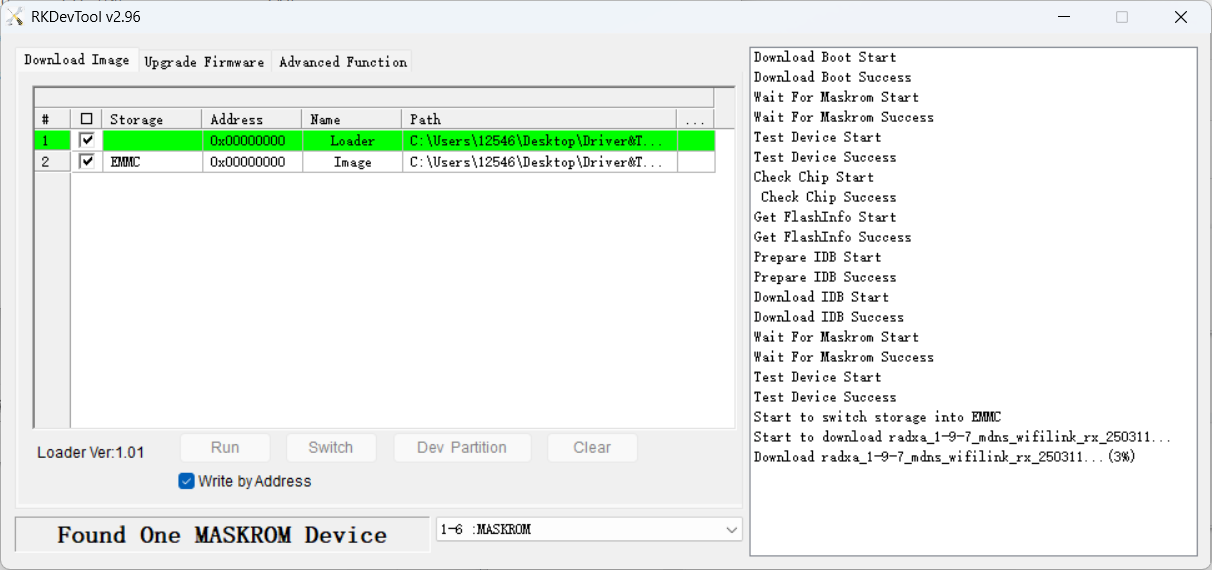 RKDevTool v2.96
Download Image Upgrade Firmware Advanced Function
# Storage Address Name Path ...
1 0x00000000 Loader C:\Users\12546\Desktop\Driver&T...
2 EMMC 0x00000000 Image C:\Users\12546\Desktop\Driver&T...
Loader Ver:1.01 Run Switch Dev Partition Clear
Write by Address
Found One MASKROM Device 1-6 :MASKROM
Download Boot Start
Download Boot Success
Wait For Maskrom Start
Wait For Maskrom Success
Test Device Start
Test Device Success
Check Chip Start
Check Chip Success
Get FlashInfo Start
Get FlashInfo Success
Prepare IDB Start
Prepare IDB Success
Download IDB Start
Download IDB Success
Wait For Maskrom Start
Wait For Maskrom Success
Test Device Start
Test Device Success
Start to switch storage into EMMC
Start to download radxa_1-9-7_mdns_wifilink_rx_250311...
Download radxa_1-9-7_mdns_wifilink_rx_250311...(3%)